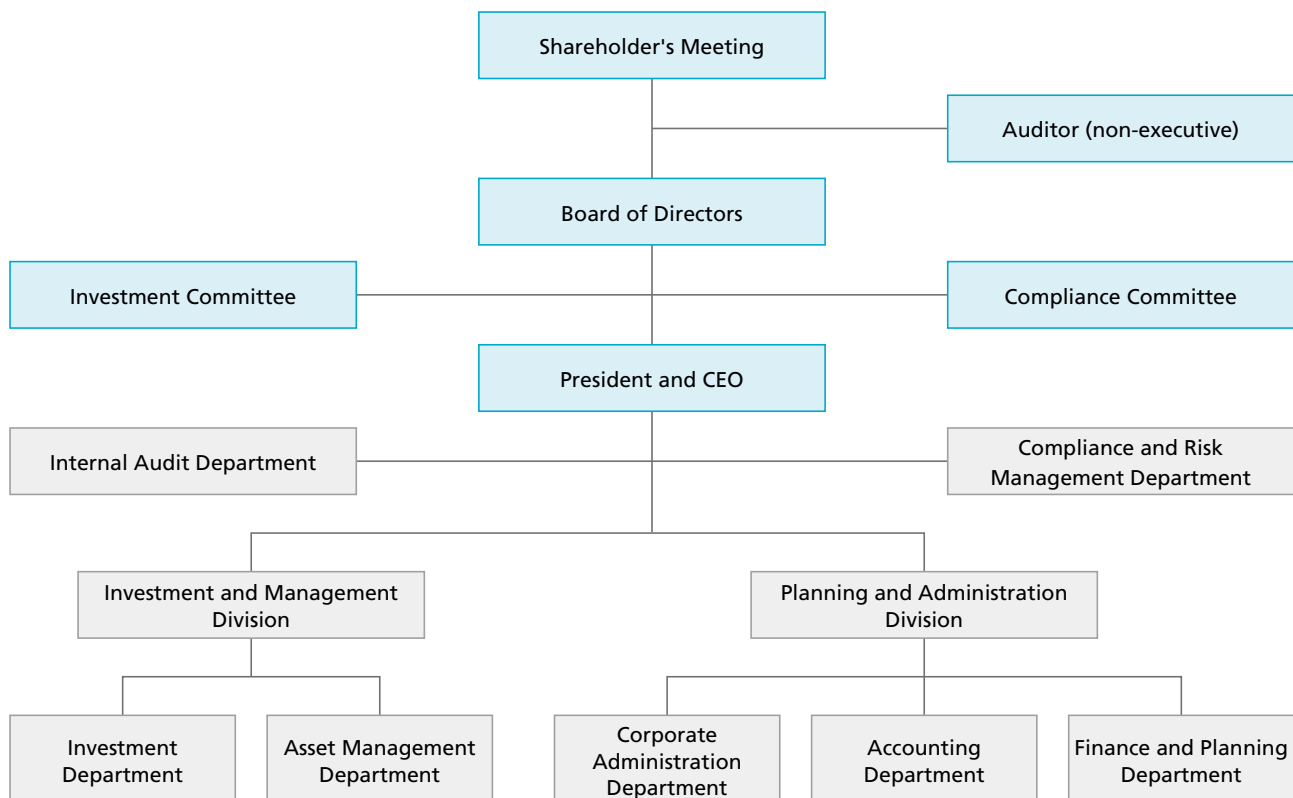 Shareholder's Meeting
Auditor (non-executive)
Board of Directors
Investment Committee
Compliance Committee
President and CEO
Internal Audit Department
Compliance and Risk
Management Department
Investment and Management
Division
Planning and Administration
Division
Investment
Department
Asset Management
Department
Corporate
Administration
Department
Accounting
Department
Finance and Planning
Department